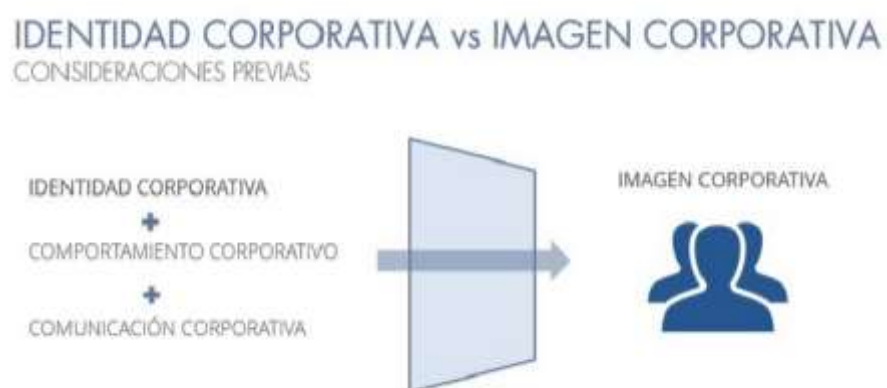 IDENTIDAD CORPORATIVA vs IMAGEN CORPORATIVA
CONSIDERACIONES PREVIAS
IDENTIDAD CORPORATIVA
+
COMPORTAMIENTO CORPORATIVO
+
COMUNICACIÓN CORPORATIVA
IMAGEN CORPORATIVA